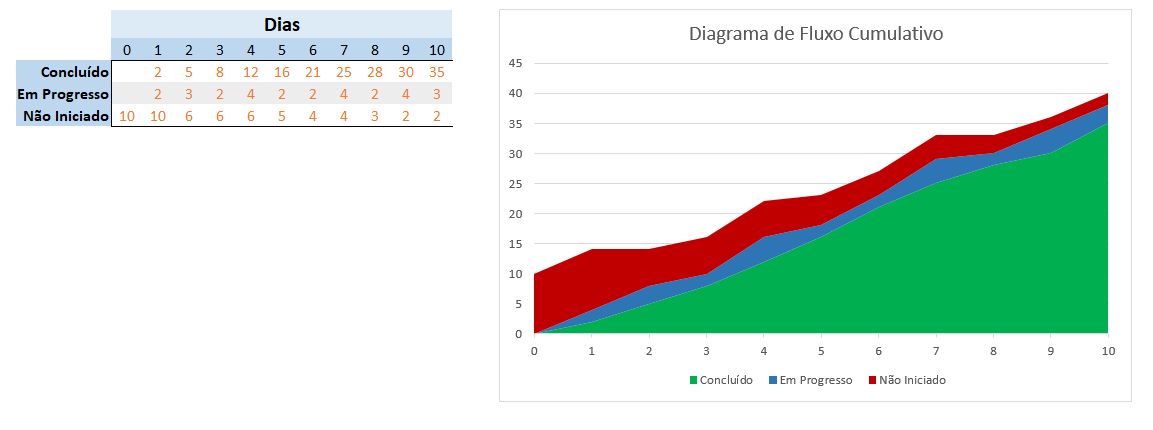 Dias
0 1 2 3 4 5 6 7 8 9 10
Concluído 2 5 8 12 16 21 25 28 30 35
Em Progresso 2 3 2 4 2 2 4 2 4 3
Não Iniciado 10 10 6 6 6 5 4 4 3 2 2
Diagrama de Fluxo Cumulativo
45
40
35
30
25
20
15
10
5
0
0 1 2 3 4 5 6 7 8 9 10
Concluído Em Progresso Não Iniciado